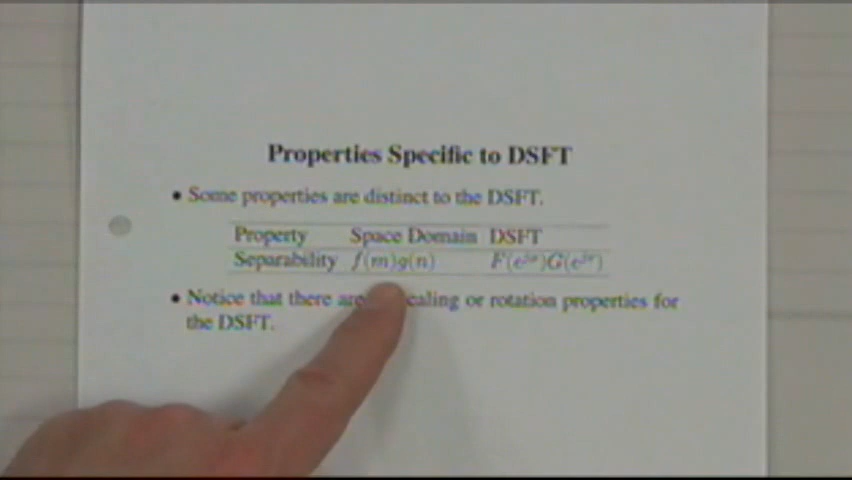 Properties Specific to DSFT
• Some properties are distinct to the DSFT.
Property Space Domain DSFT
Separability f(m)g(n) F(e^{jμ})G(e^{jν})
• Notice that there are caling or rotation properties for
the DSFT.